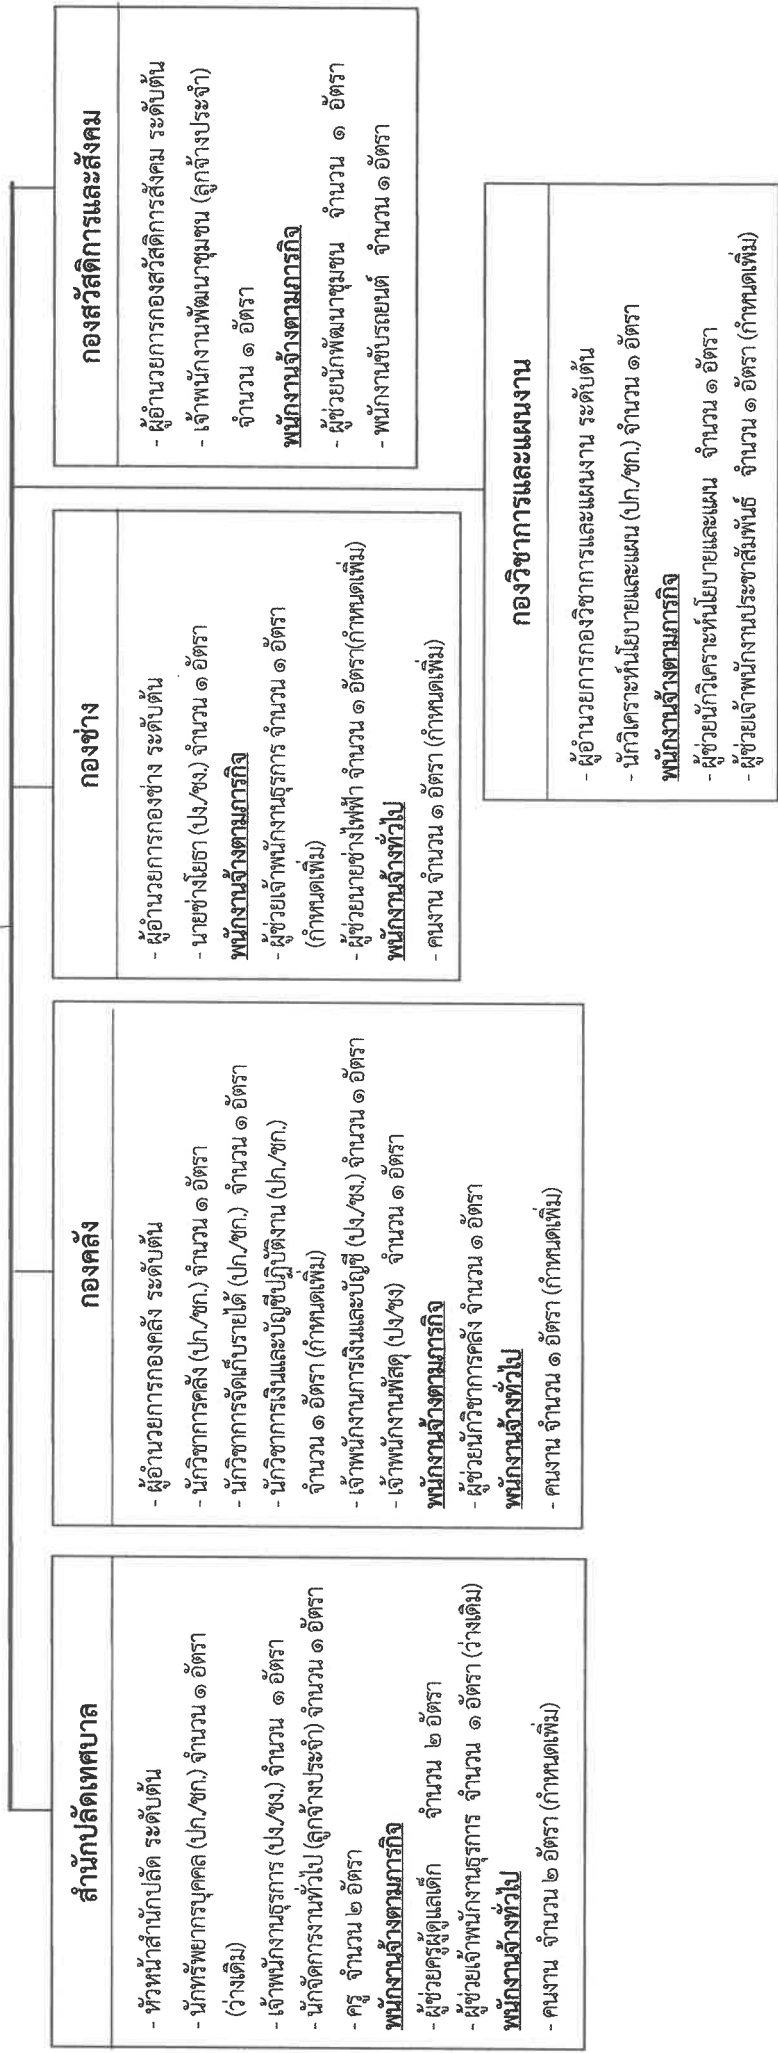 สำนักปลัดเทศบาล
- หัวหน้าสำนักปลัด ระดับต้น
- นักทรัพยากรบุคคล (ปก./ชก.) จำนวน ๑ อัตรา
(ว่างเดิม)
- เจ้าพนักงานธุรการ (ปง./ชง.) จำนวน ๑ อัตรา
- นักจัดการงานทั่วไป (ลูกจ้างประจำ) จำนวน ๑ อัตรา
- ครู จำนวน ๒ อัตรา
พนักงานจ้างตามภารกิจ
- ผู้ช่วยครูผู้ดูแลเด็ก จำนวน ๒ อัตรา
- ผู้ช่วยเจ้าพนักงานธุรการ จำนวน ๑ อัตรา (ว่างเดิม)
พนักงานจ้างทั่วไป
- คนงาน จำนวน ๒ อัตรา (กำหนดเพิ่ม)
กองคลัง
- ผู้อำนวยการกองคลัง ระดับต้น
- นักวิชาการคลัง (ปก./ชก.) จำนวน ๑ อัตรา
- นักวิชาการจัดเก็บรายได้ (ปก./ชก.) จำนวน ๑ อัตรา
- นักวิชาการเงินและบัญชีปฏิบัติงาน (ปก./ชก.)
จำนวน ๑ อัตรา (กำหนดเพิ่ม)
- เจ้าพนักงานการเงินและบัญชี (ปง./ชง.) จำนวน ๑ อัตรา
- เจ้าพนักงานพัสดุ (ปง/ชง) จำนวน ๑ อัตรา
พนักงานจ้างตามภารกิจ
- ผู้ช่วยนักวิชาการคลัง จำนวน ๑ อัตรา
พนักงานจ้างทั่วไป
- คนงาน จำนวน ๑ อัตรา (กำหนดเพิ่ม)
กองช่าง
- ผู้อำนวยการกองช่าง ระดับต้น
- นายช่างโยธา (ปง./ชง.) จำนวน ๑ อัตรา
พนักงานจ้างตามภารกิจ
- ผู้ช่วยเจ้าพนักงานธุรการ จำนวน ๑ อัตรา
(กำหนดเพิ่ม)
- ผู้ช่วยนายช่างไฟฟ้า จำนวน ๑ อัตรา(กำหนดเพิ่ม)
พนักงานจ้างทั่วไป
- คนงาน จำนวน ๑ อัตรา (กำหนดเพิ่ม)
กองสวัสดิการและสังคม
- ผู้อำนวยการกองสวัสดิการสังคม ระดับต้น
- เจ้าพนักงานพัฒนาชุมชน (ลูกจ้างประจำ)
จำนวน ๑ อัตรา
พนักงานจ้างตามภารกิจ
- ผู้ช่วยนักพัฒนาชุมชน จำนวน ๑ อัตรา
- พนักงานขับรถยนต์ จำนวน ๑ อัตรา
กองวิชาการและแผนงาน
- ผู้อำนวยการกองวิชาการและแผนงาน ระดับต้น
- นักวิเคราะห์นโยบายและแผน (ปก./ชก.) จำนวน ๑ อัตรา
พนักงานจ้างตามภารกิจ
- ผู้ช่วยนักวิเคราะห์นโยบายและแผน จำนวน ๑ อัตรา
- ผู้ช่วยเจ้าพนักงานประชาสัมพันธ์ จำนวน ๑ อัตรา (กำหนดเพิ่ม)